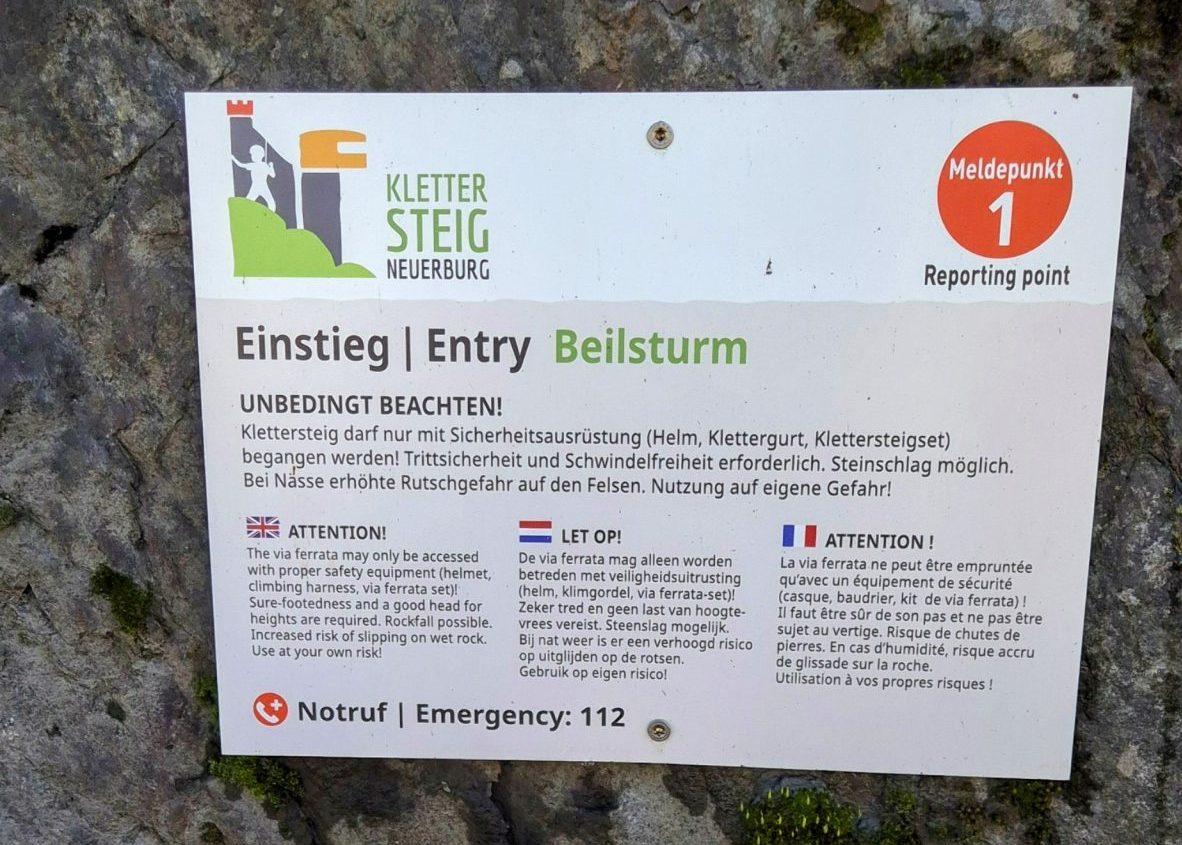 KLETTER
STEIG
NEUERBURG
Meldepunkt
1
Reporting point
Einstieg | Entry Beilsturm
UNBEDINGT BEACHTEN!
Klettersteig darf nur mit Sicherheitsausrüstung (Helm, Klettergurt, Klettersteigset)
begangen werden! Trittsicherheit und Schwindelfreiheit erforderlich. Steinschlag möglich.
Bei Nässe erhöhte Rutschgefahr auf den Felsen. Nutzung auf eigene Gefahr!
ATTENTION!
The via ferrata may only be accessed
with proper safety equipment (helmet,
climbing harness, via ferrata set)!
Sure-footedness and a good head for
heights are required. Rockfall possible.
Increased risk of slipping on wet rock.
Use at your own risk!
LET OP!
De via ferrata mag alleen worden
betreden met veiligheidsuitrusting
(helm, klimgordel, via ferrata-set)!
Zeker tred en geen last van hoogte-
vrees vereist. Steenslag mogelijk.
Bij nat weer is er een verhoogd risico
op uitglijden op de rotsen.
Gebruik op eigen risico!
ATTENTION !
La via ferrata ne peut être empruntée
qu'avec un équipement de sécurité
(casque, baudrier, kit de via ferrata) !
Il faut être sûr de son pas et ne pas être
sujet au vertige. Risque de chutes de
pierres. En cas d'humidité, risque accru
de glissade sur la roche.
Utilisation à vos propres risques !
Notruf | Emergency: 112